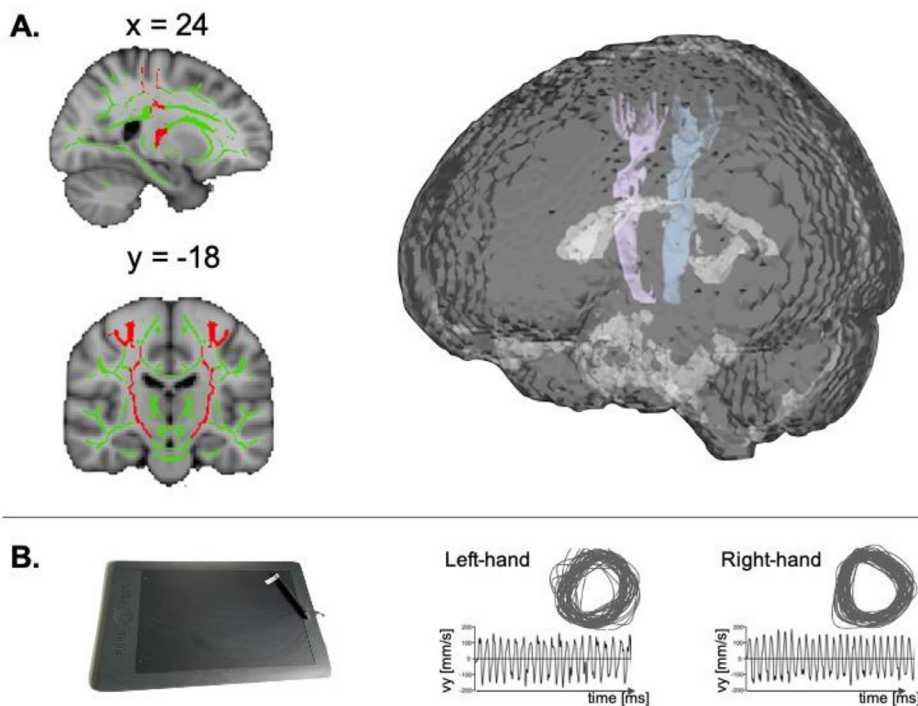 A.
x = 24
y = -18
B.
Left-hand
Right-hand
vy [mm/s]
200
100
0
-100
-200
time [ms]
vy [mm/s]
200
100
0
-100
-200
time [ms]